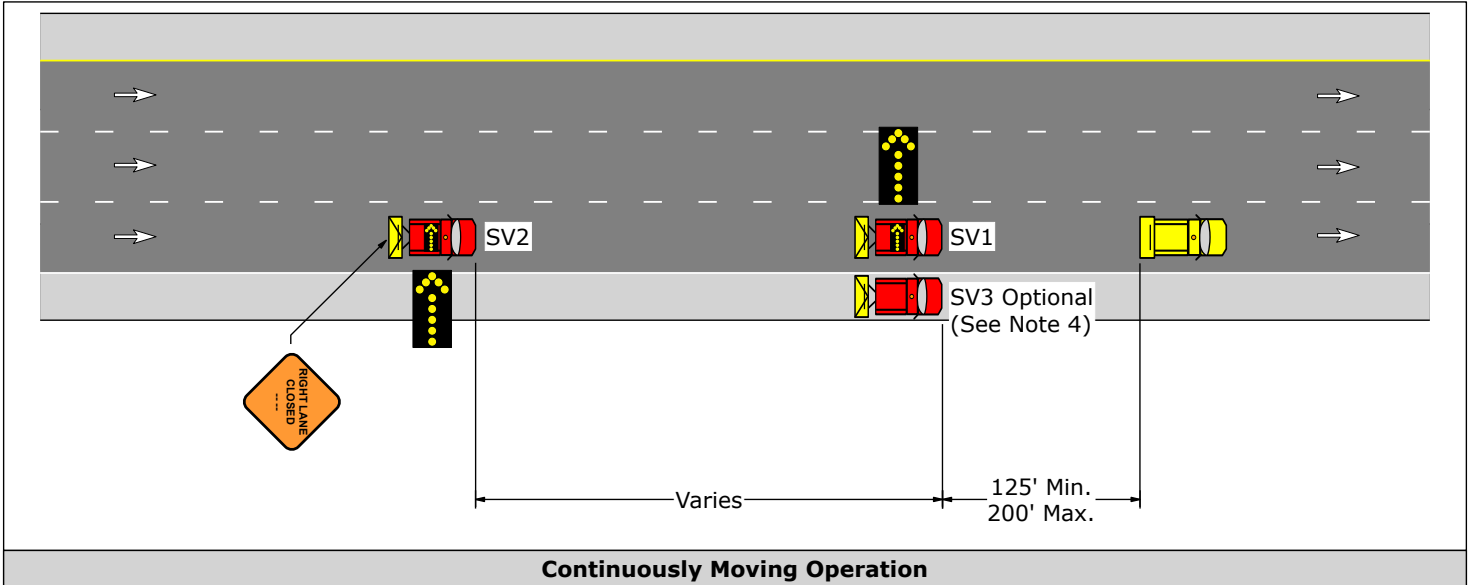 SV2
SV1
SV3 Optional
(See Note 4)
RIGHT LANE
CLOSED
-- --
Varies
125' Min.
200' Max.
Continuously Moving Operation